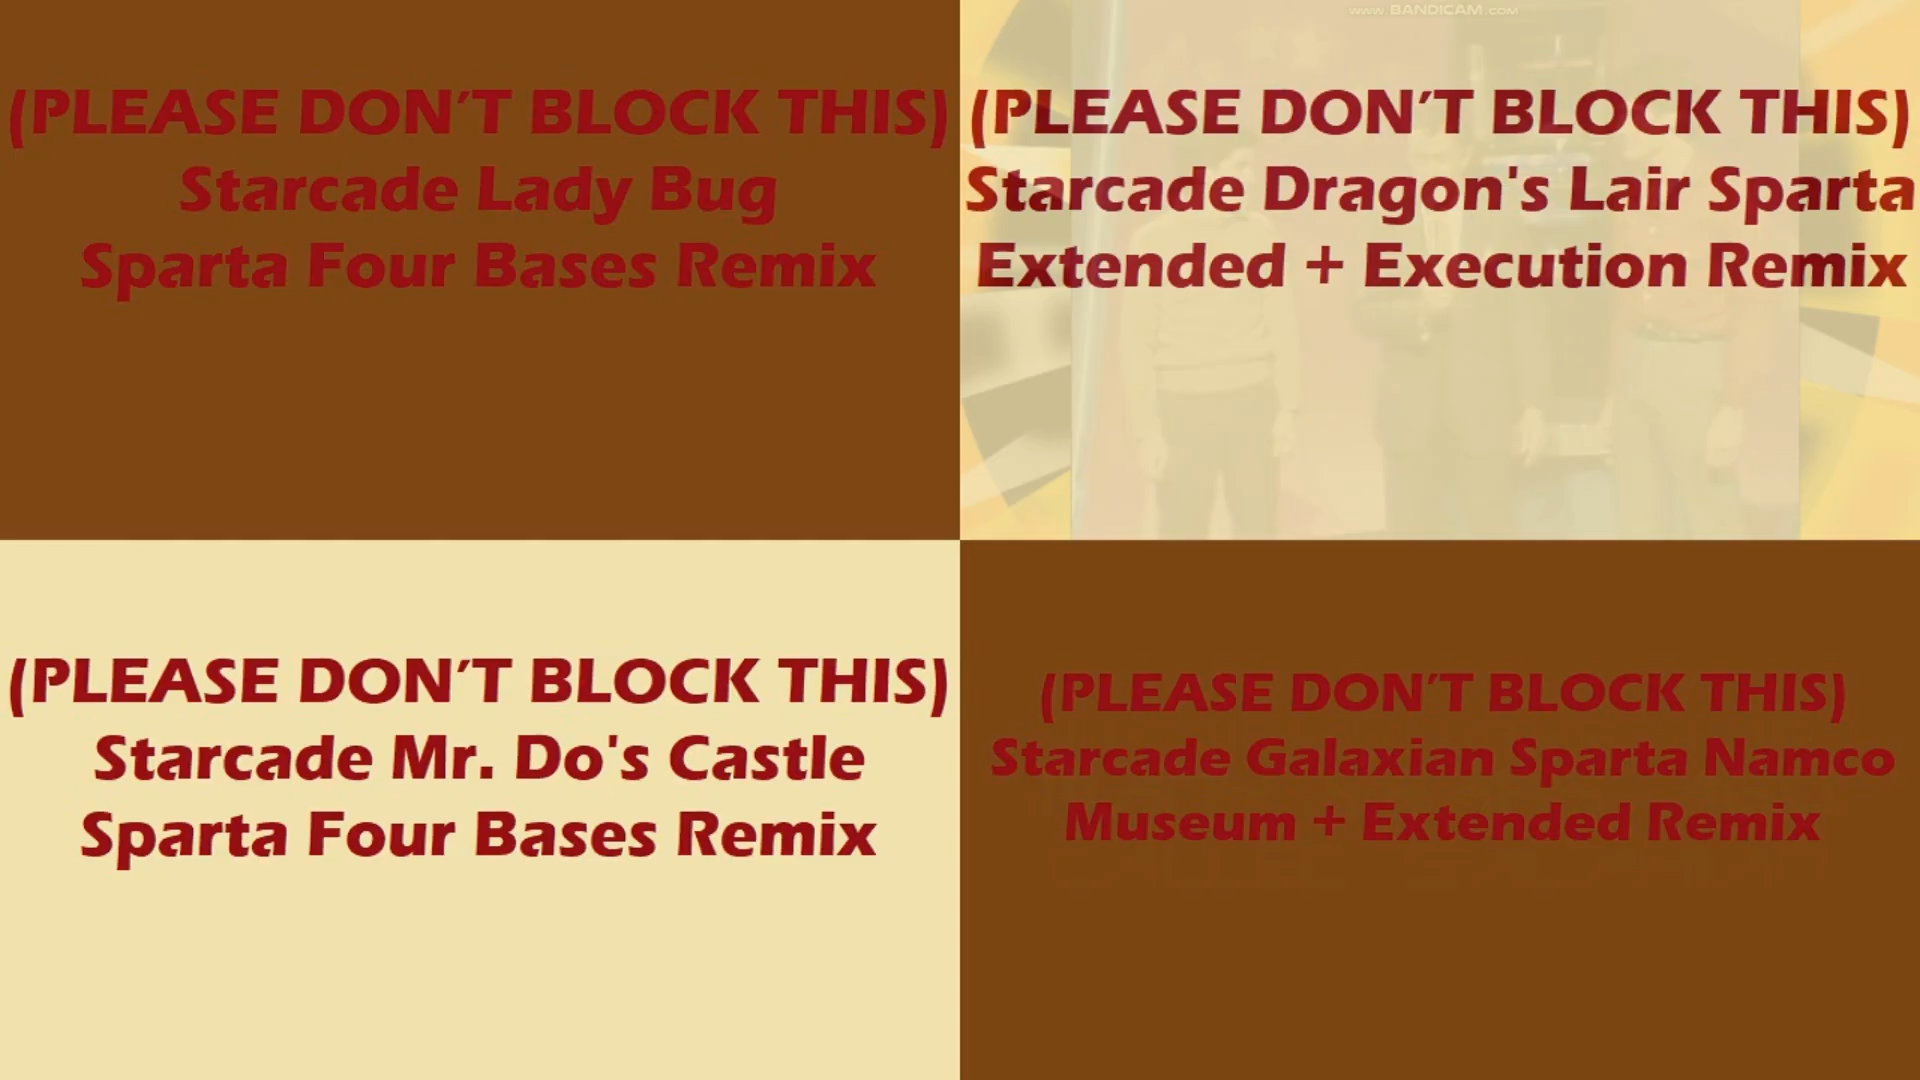 www.BANDICAM.com
(PLEASE DON'T BLOCK THIS)
Starcade Lady Bug
Sparta Four Bases Remix
(PLEASE DON'T BLOCK THIS)
Starcade Dragon's Lair Sparta
Extended + Execution Remix
(PLEASE DON'T BLOCK THIS)
Starcade Mr. Do's Castle
Sparta Four Bases Remix
(PLEASE DON'T BLOCK THIS)
Starcade Galaxian Sparta Namco
Museum + Extended Remix